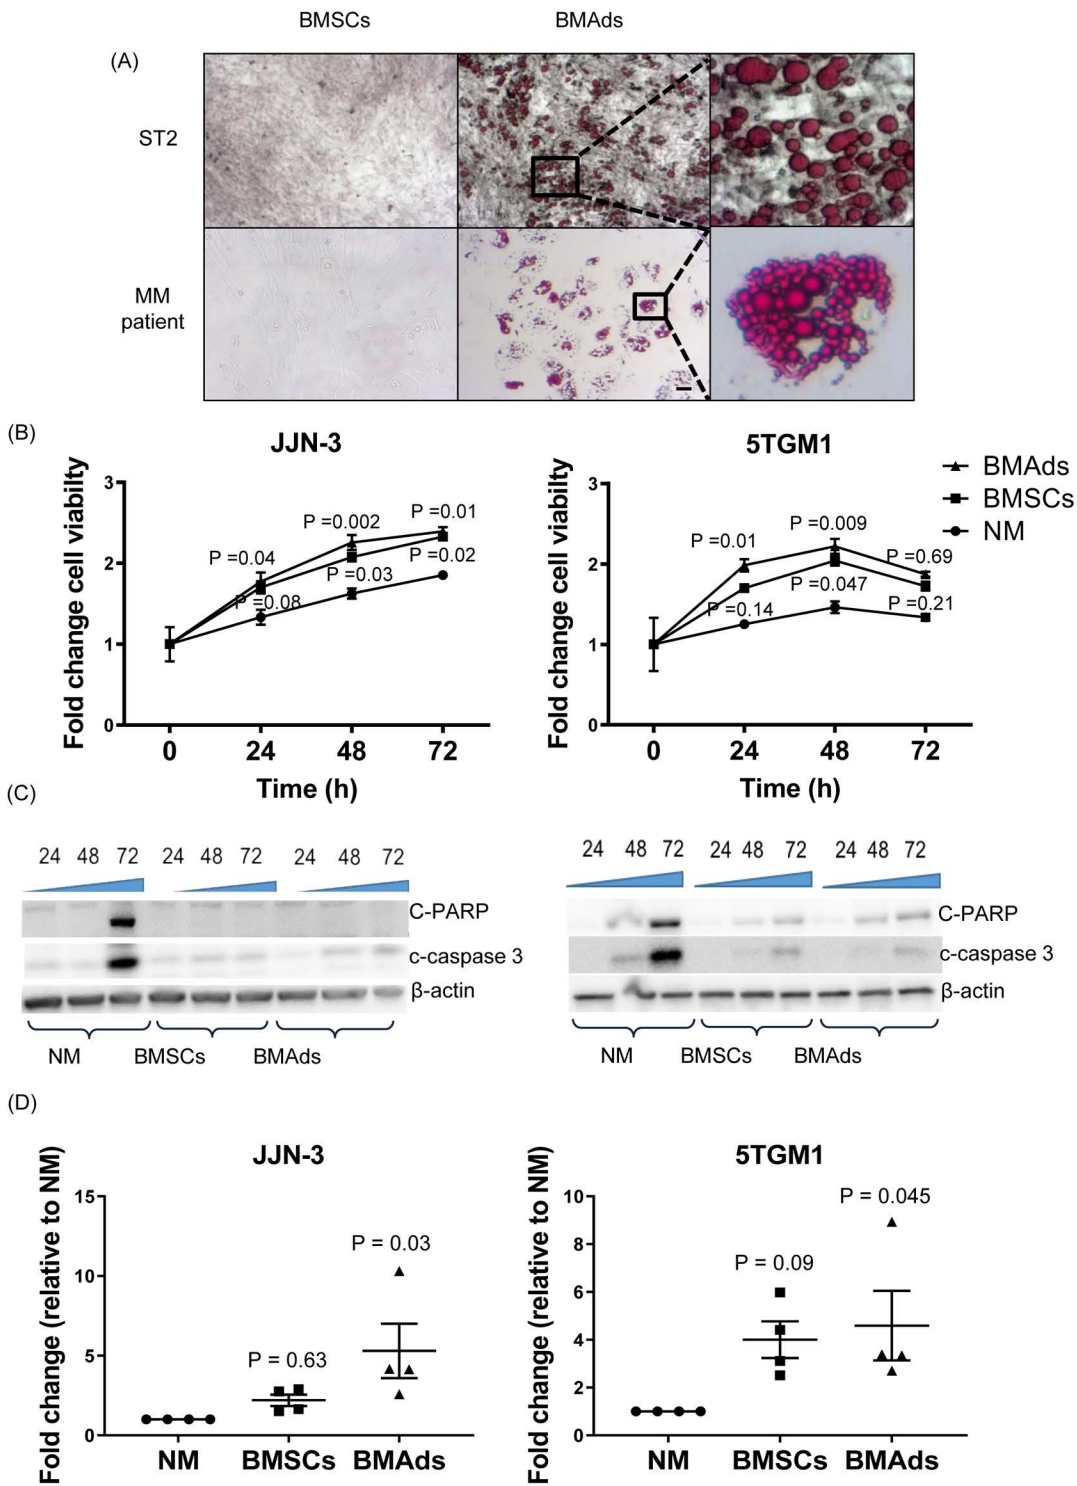 BMSCs BMAds
(A)
ST2
MM
patient
(B)
JJN-3
5TGM1
BMAds
BMSCs
NM
Fold change cell viabilty
3
2
1
0
P =0.04
P =0.002
P =0.01
P =0.08
P =0.03
P =0.02
0 24 48 72
Time (h)
Fold change cell viabilty
3
2
1
0
P =0.01
P =0.009
P =0.69
P =0.14
P =0.047
P =0.21
0 24 48 72
Time (h)
(C)
24 48 72 24 48 72 24 48 72
C-PARP
c-caspase 3
β-actin
NM BMSCs BMAds
24 48 72 24 48 72 24 48 72
C-PARP
c-caspase 3
β-actin
NM BMSCs BMAds
(D)
JJN-3
Fold change (relative to NM)
15
10
5
0
P = 0.63
P = 0.03
NM BMSCs BMAds
5TGM1
Fold change (relative to NM)
10
8
6
4
2
0
P = 0.09
P = 0.045
NM BMSCs BMAds